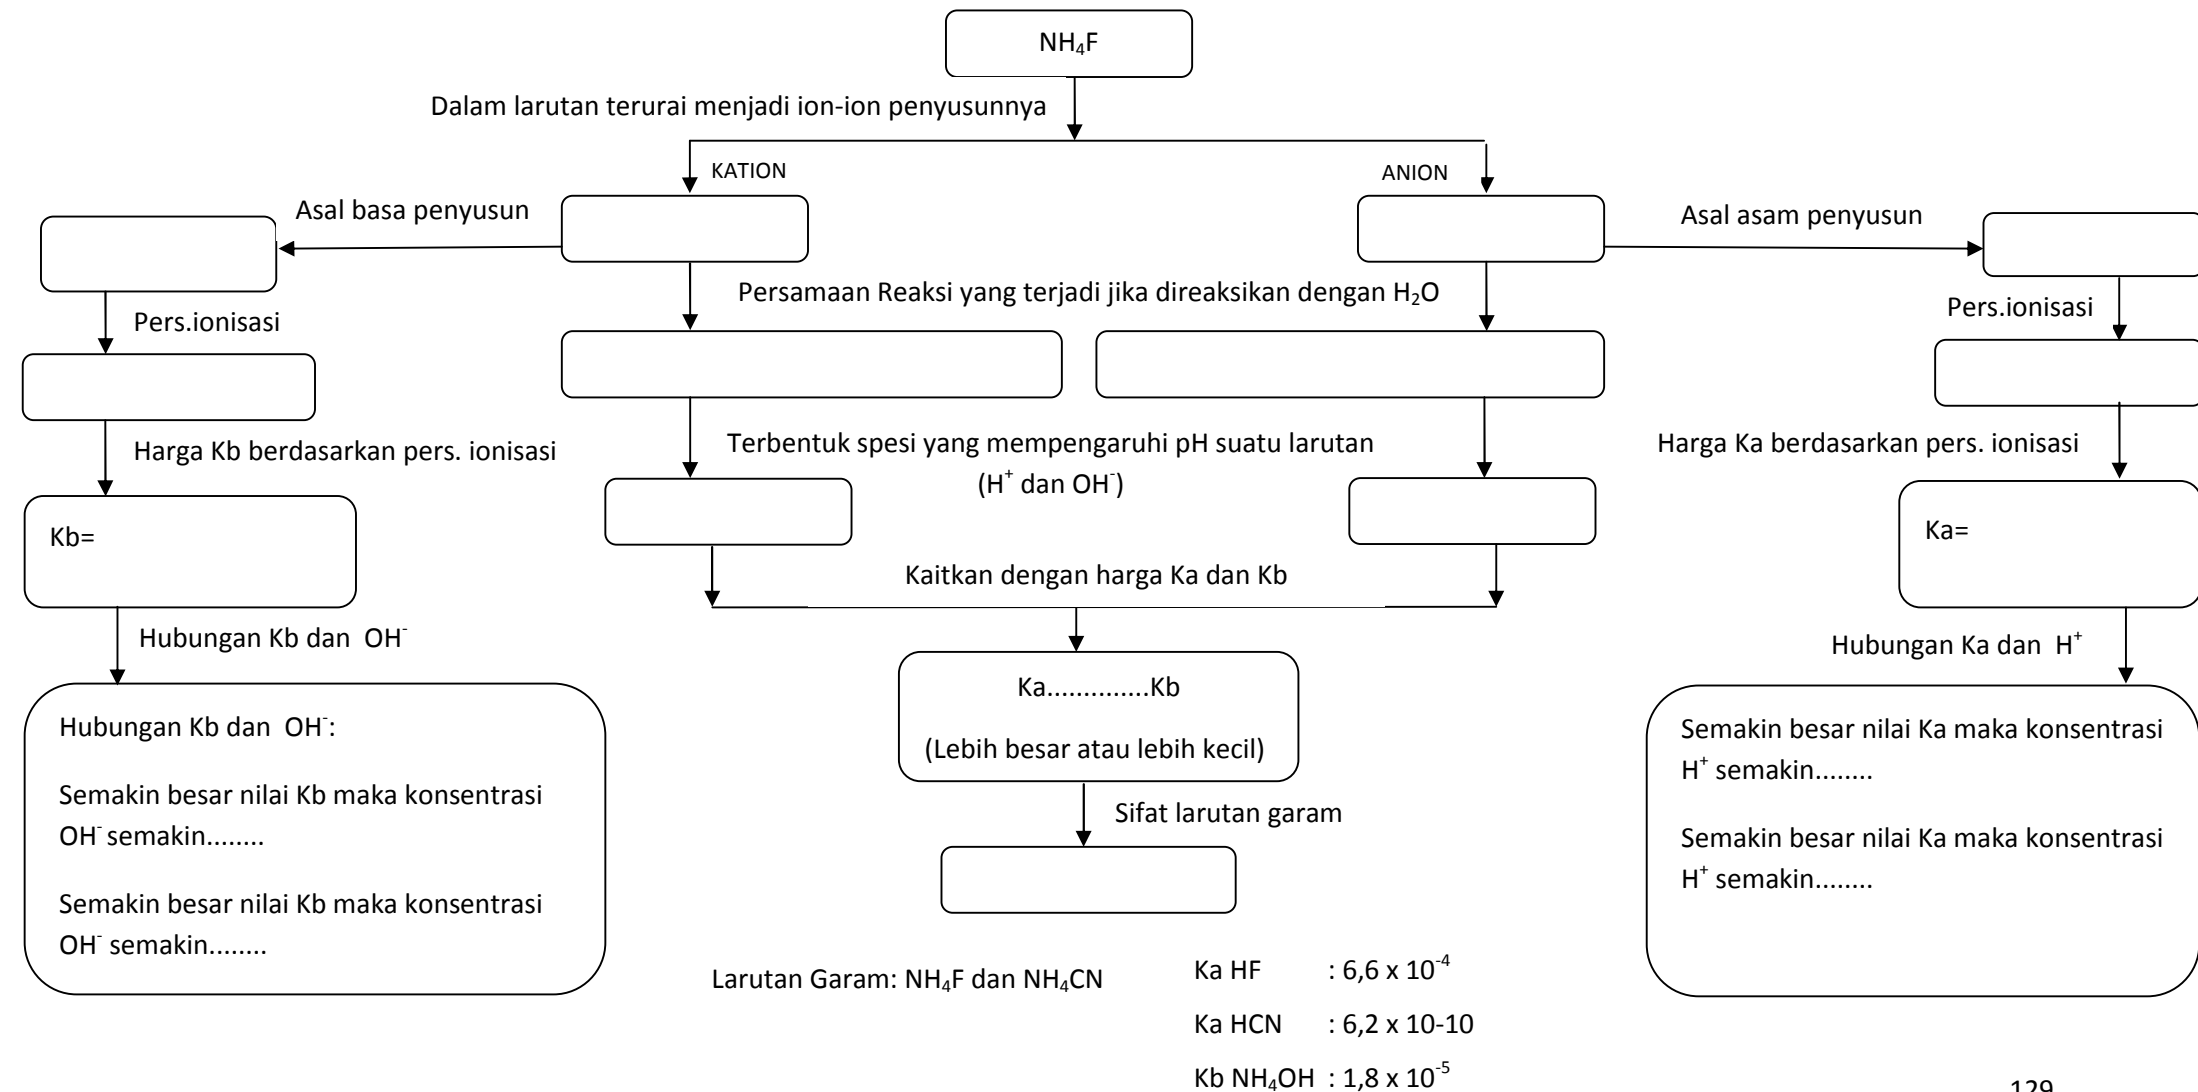 NH₄F
Dalam larutan terurai menjadi ion-ion penyusunnya
KATION
ANION
Asal basa penyusun
Asal asam penyusun
Persamaan Reaksi yang terjadi jika direaksikan dengan H₂O
Pers.ionisasi
Pers.ionisasi
Harga Kb berdasarkan pers. ionisasi
Terbentuk spesi yang mempengaruhi pH suatu larutan
(H⁺ dan OH⁻)
Harga Ka berdasarkan pers. ionisasi
Kb=
Ka=
Kaitkan dengan harga Ka dan Kb
Hubungan Kb dan OH⁻
Hubungan Ka dan H⁺
Hubungan Kb dan OH⁻:
Semakin besar nilai Kb maka konsentrasi
OH⁻ semakin........
Semakin besar nilai Kb maka konsentrasi
OH⁻ semakin........
Ka..............Kb
(Lebih besar atau lebih kecil)
Sifat larutan garam
Semakin besar nilai Ka maka konsentrasi
H⁺ semakin........
Semakin besar nilai Ka maka konsentrasi
H⁺ semakin........
Larutan Garam: NH₄F dan NH₄CN
Ka HF : 6,6 x 10⁻⁴
Ka HCN : 6,2 x 10-10
Kb NH₄OH : 1,8 x 10⁻⁵
129